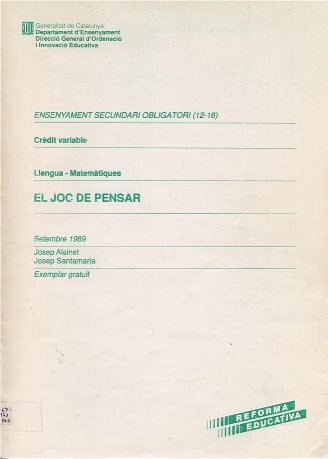 Generalitat de Catalunya
Departament d'Ensenyament
Direcció General d'Ordenació
i Innovació Educativa
ENSENYAMENT SECUNDARI OBLIGATORI (12-16)
Crèdit variable
Llengua - Matemàtiques
EL JOC DE PENSAR
Setembre 1989
Josep Alsinet
Josep Santamaria
Exemplar gratuït
REFORMA
EDUCATIVA